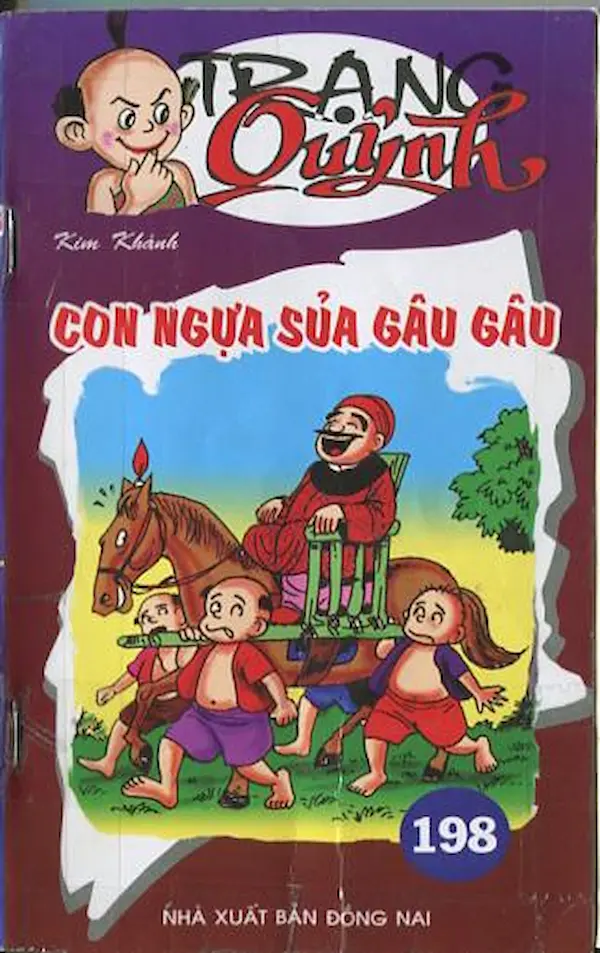 TRẠNG
Quỳnh
Kim Khánh
CON NGỰA SỦA GÂU GÂU
198
NHÀ XUẤT BẢN ĐỒNG NAI